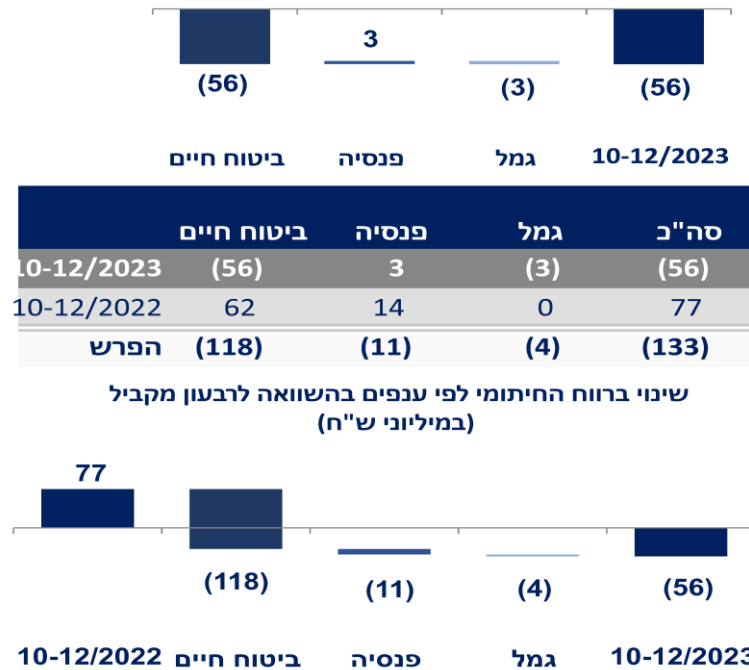 3
(56) (3) (56)
ביטוח חיים פנסיה גמל 10-12/2023
ביטוח חיים פנסיה גמל סה"כ
10-12/2023 (56) 3 (3) (56)
10-12/2022 62 14 0 77
הפרש (118) (11) (4) (133)
שינוי ברווח החיתומי לפי ענפים בהשוואה לרבעון מקביל
(במיליוני ש"ח)
77
(118) (11) (4) (56)
10-12/2022 ביטוח חיים פנסיה גמל 10-12/2023